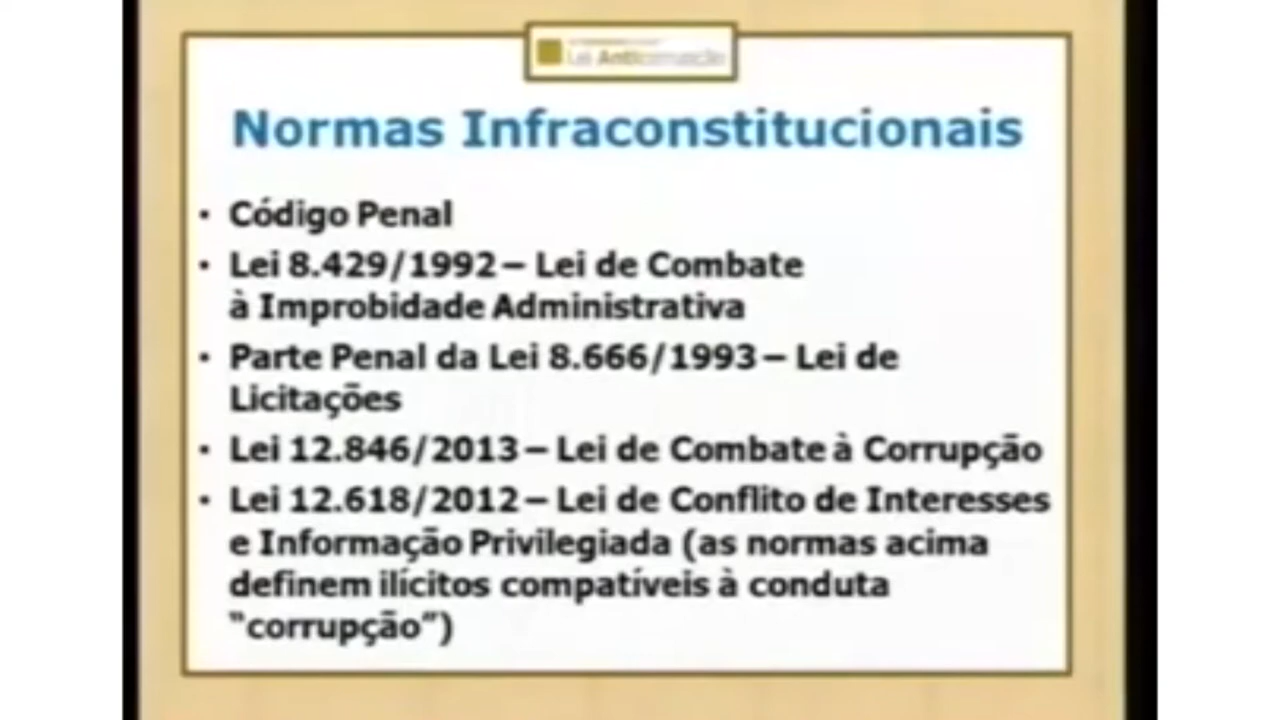 Lei Anticorrupção
Normas Infraconstitucionais
• Código Penal
• Lei 8.429/1992 – Lei de Combate
à Improbidade Administrativa
• Parte Penal da Lei 8.666/1993 – Lei de
Licitações
• Lei 12.846/2013 – Lei de Combate à Corrupção
• Lei 12.618/2012 – Lei de Conflito de Interesses
e Informação Privilegiada (as normas acima
definem ilícitos compatíveis à conduta
“corrupção”)